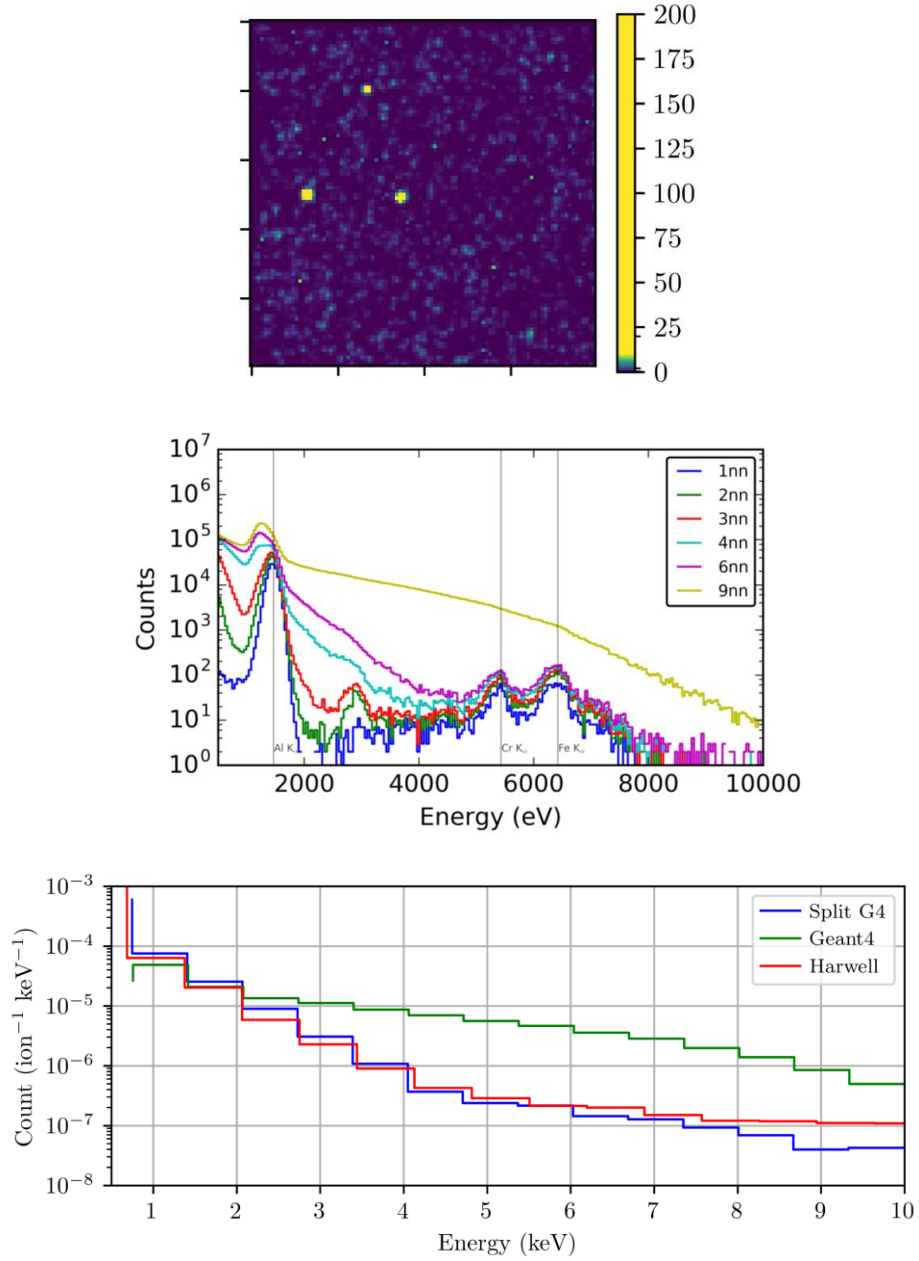 200
175
150
125
100
75
50
25
0
10^7
10^6
10^5
10^4
10^3
10^2
10^1
10^0
Counts
1nn
2nn
3nn
4nn
6nn
9nn
Al Kα
Cr Kα
Fe Kα
2000 4000 6000 8000 10000
Energy (eV)
10^-3
10^-4
10^-5
10^-6
10^-7
10^-8
Count (ion^-1 keV^-1)
Split G4
Geant4
Harwell
1 2 3 4 5 6 7 8 9 10
Energy (keV)